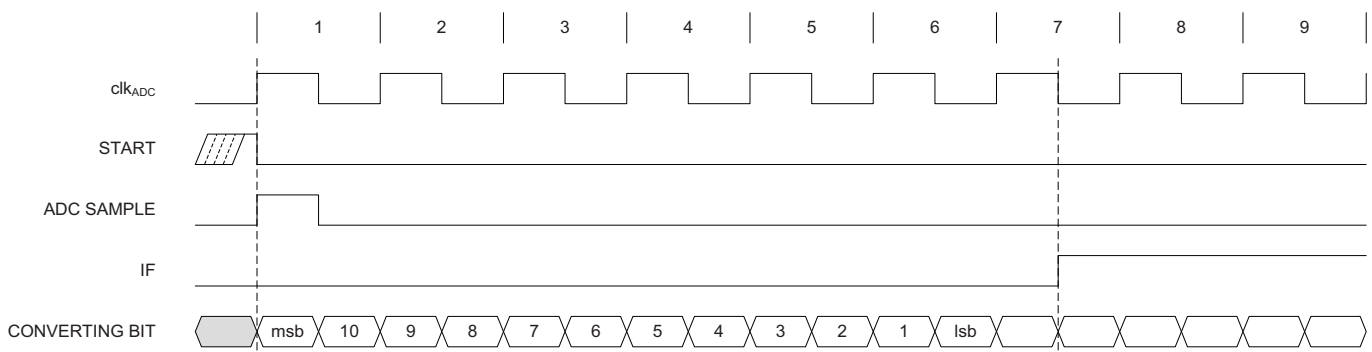 1 2 3 4 5 6 7 8 9
clkADC
START
ADC SAMPLE
IF
CONVERTING BIT msb 10 9 8 7 6 5 4 3 2 1 lsb